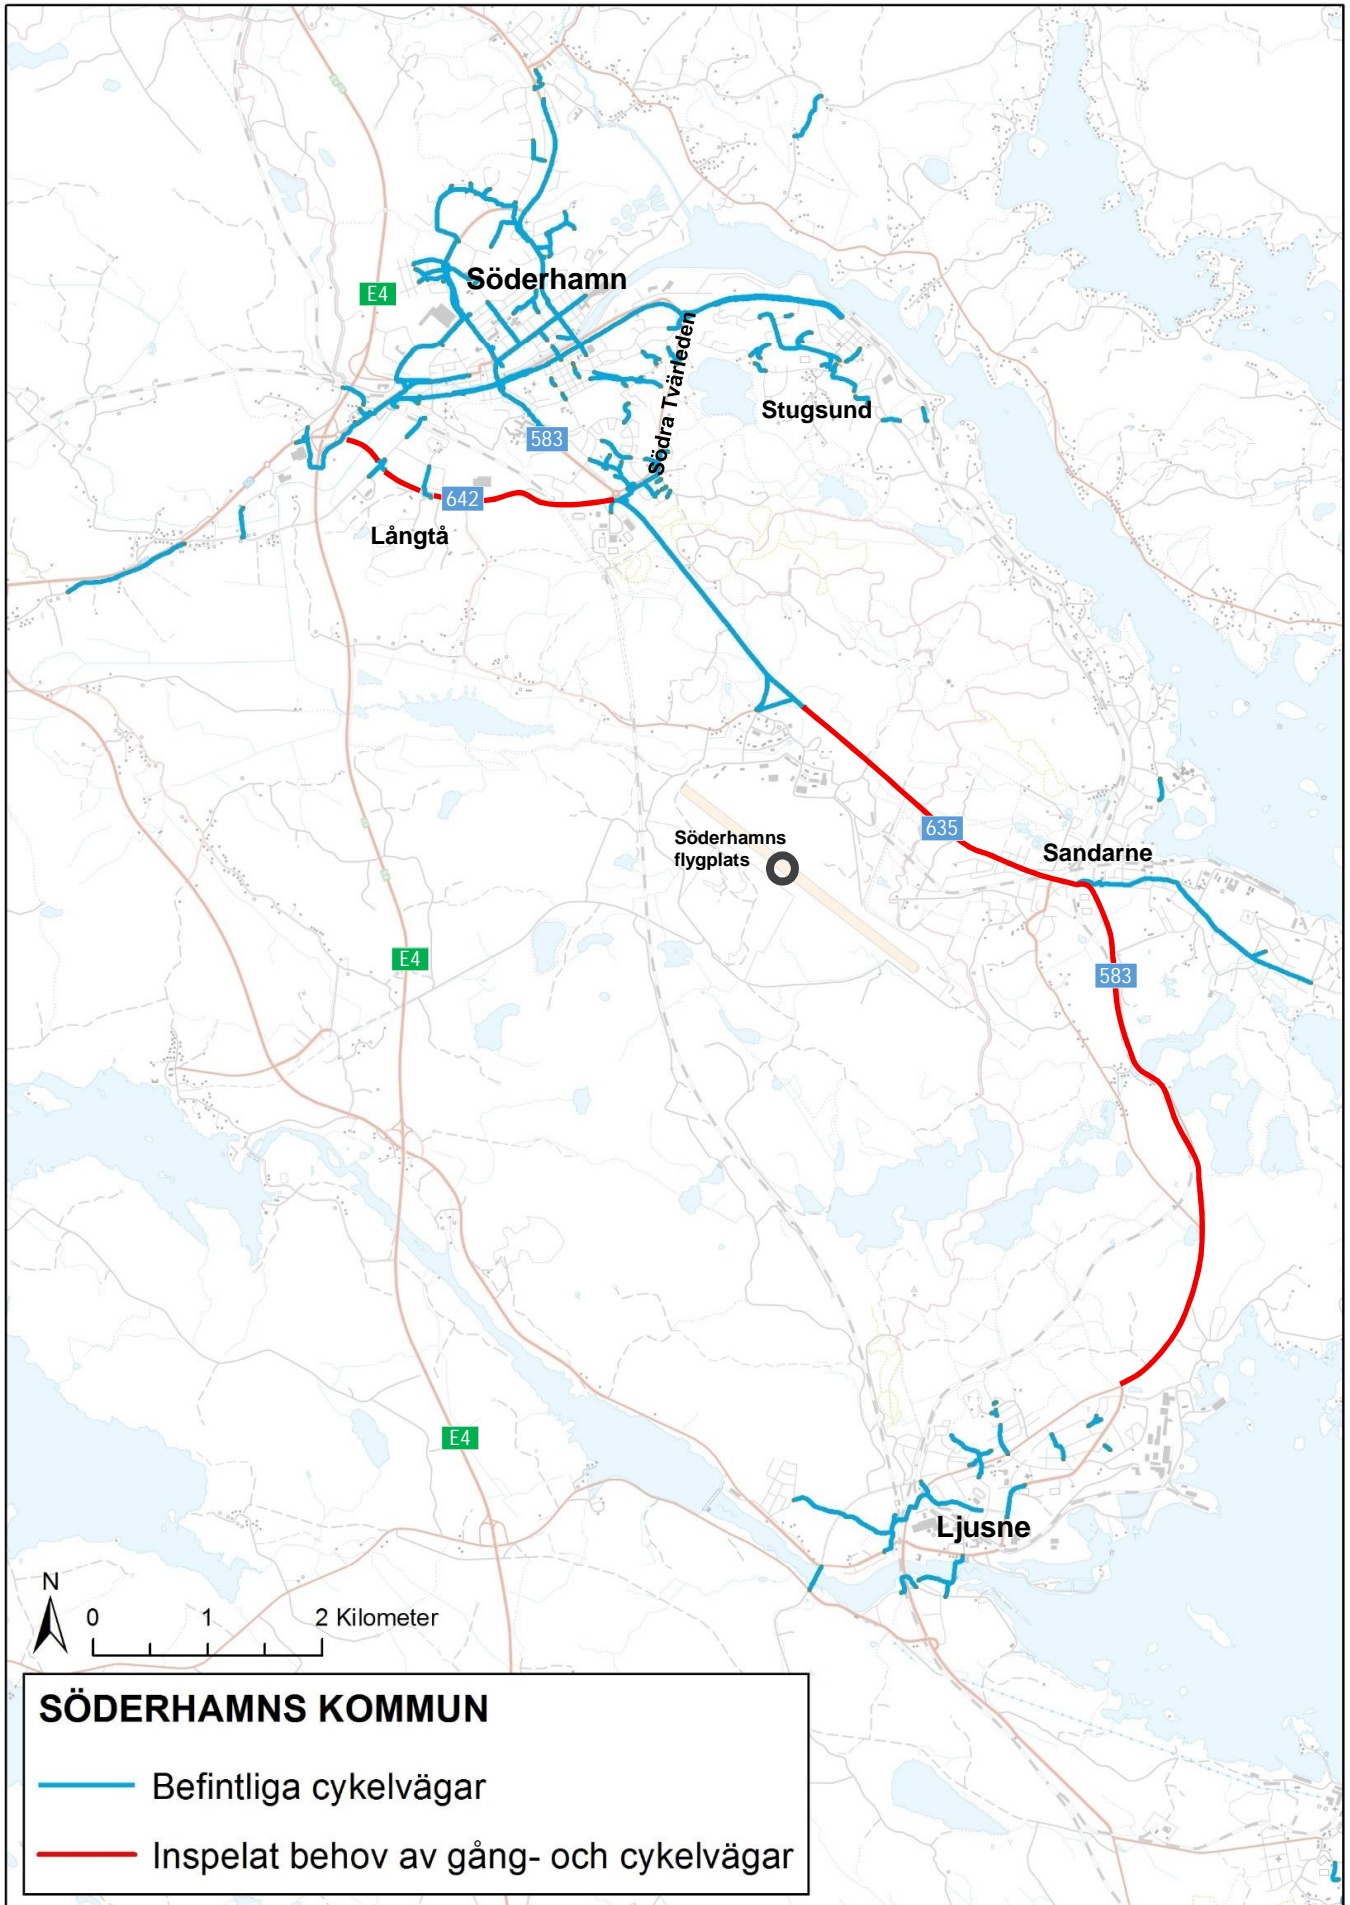 Söderhamn
E4
Södra Tvärleden
Stugsund
583
642
Långtå
635
Söderhamns
flygplats
Sandarne
E4
583
E4
Ljusne
N
0 1 2 Kilometer
SÖDERHAMNS KOMMUN
Befintliga cykelvägar
Inspelat behov av gång- och cykelvägar